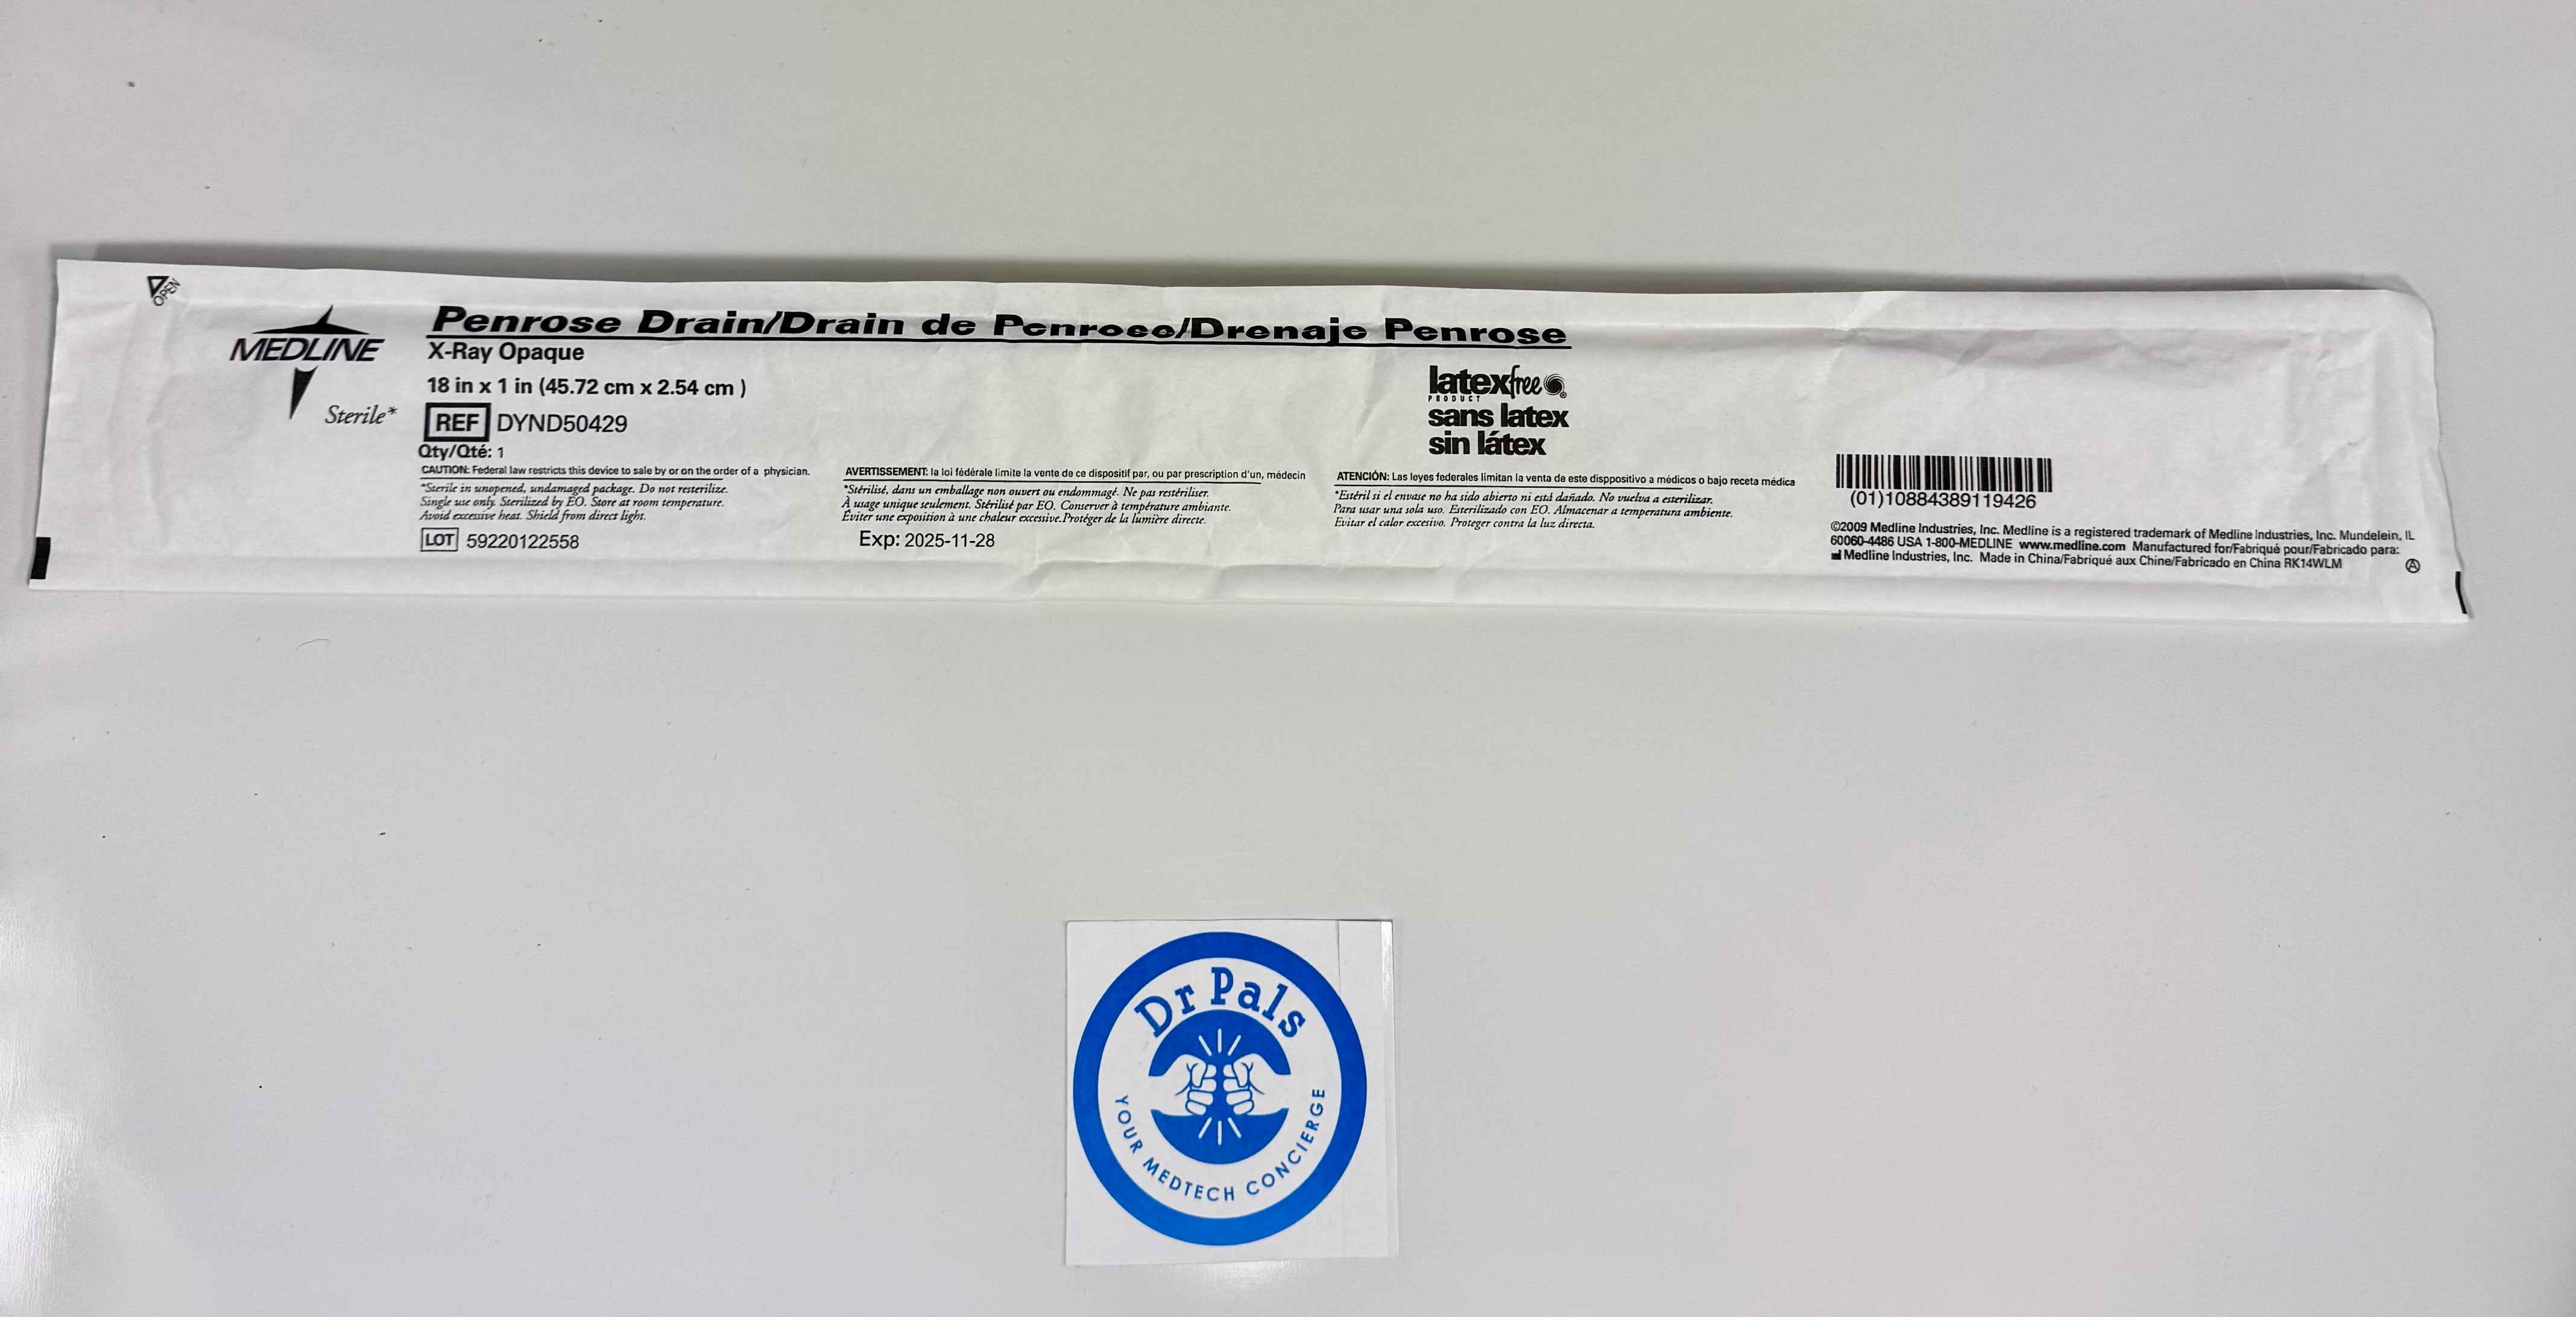 OPEN
MEDLINE
Sterile*
Penrose Drain/Drain de Penrose/Drenaje Penrose
X-Ray Opaque
18 in x 1 in (45.72 cm x 2.54 cm )
REF DYND50429
Qty/Qté: 1
CAUTION: Federal law restricts this device to sale by or on the order of a physician.
*Sterile in unopened, undamaged package. Do not resterilize.
Single use only. Sterilized by EO. Store at room temperature.
Avoid excessive heat. Shield from direct light.
LOT 59220122558
AVERTISSEMENT: la loi fédérale limite la vente de ce dispositif par, ou par prescription d'un, médecin
*Stérilisé, dans un emballage non ouvert ou endommagé. Ne pas restériliser.
À usage unique seulement. Stérilisé par EO. Conserver à température ambiante.
Éviter une exposition à une chaleur excessive.Protéger de la lumière directe.
Exp: 2025-11-28
latexfree ®
PRODUCT
sans latex
sin látex
ATENCIÓN: Las leyes federales limitan la venta de este disppositivo a médicos o bajo receta médica
*Estéril si el envase no ha sido abierto ni está dañado. No vuelva a esterilizar.
Para usar una sola uso. Esterilizado con EO. Almacenar a temperatura ambiente.
Evitar el calor excesivo. Proteger contra la luz directa.
(01)10884389119426
©2009 Medline Industries, Inc. Medline is a registered trademark of Medline Industries, Inc. Mundelein, IL
60060-4486 USA 1-800-MEDLINE www.medline.com Manufactured for/Fabriqué pour/Fabricado para:
Medline Industries, Inc. Made in China/Fabriqué aux Chine/Fabricado en China RK14WLM
A
Dr Pals
YOUR MEDTECH CONCIERGE